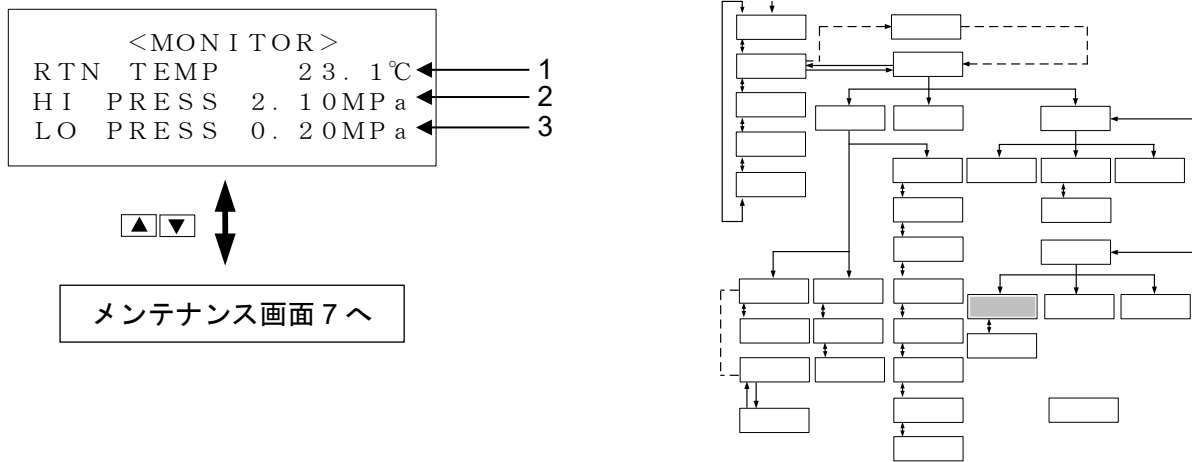 <MONITOR>
RTN TEMP 23.1℃
1
HI PRESS 2.10MPa
2
LO PRESS 0.20MPa
3
▲ ▼
メンテナンス画面7へ